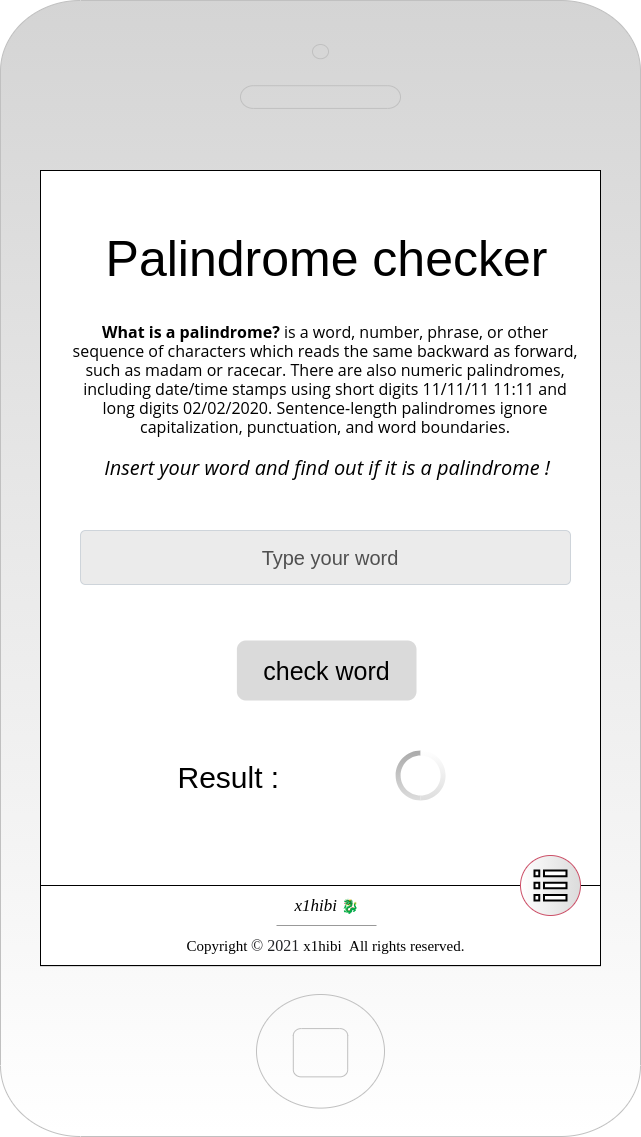 Palindrome checker
What is a palindrome? is a word, number, phrase, or other
sequence of characters which reads the same backward as forward,
such as madam or racecar. There are also numeric palindromes,
including date/time stamps using short digits 11/11/11 11:11 and
long digits 02/02/2020. Sentence-length palindromes ignore
capitalization, punctuation, and word boundaries.
Insert your word and find out if it is a palindrome !
Type your word
check word
Result :
x1hibi 🐉
Copyright © 2021 x1hibi  All rights reserved.